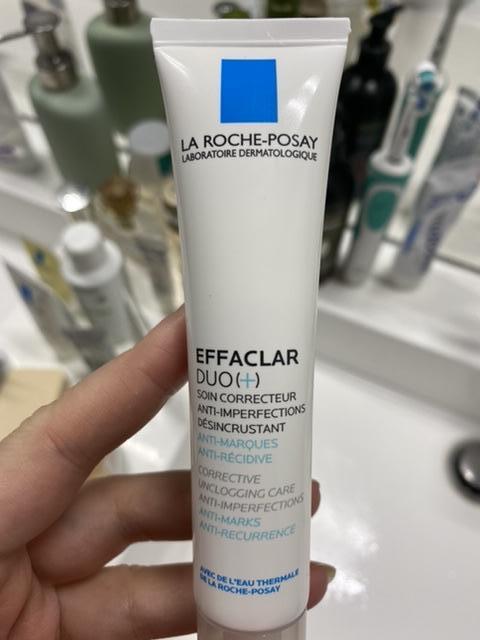 LA ROCHE-POSAY
LABORATOIRE DERMATOLOGIQUE
EFFACLAR
DUO(+)
SOIN CORRECTEUR
ANTI-IMPERFECTIONS
DÉSINCRUSTANT
ANTI-MARQUES
ANTI-RÉCIDIVE
CORRECTIVE
UNCLOGGING CARE
ANTI-IMPERFECTIONS
ANTI-MARKS
ANTI-RECURRENCE
AVEC DE L'EAU THERMALE
DE LA ROCHE-POSAY